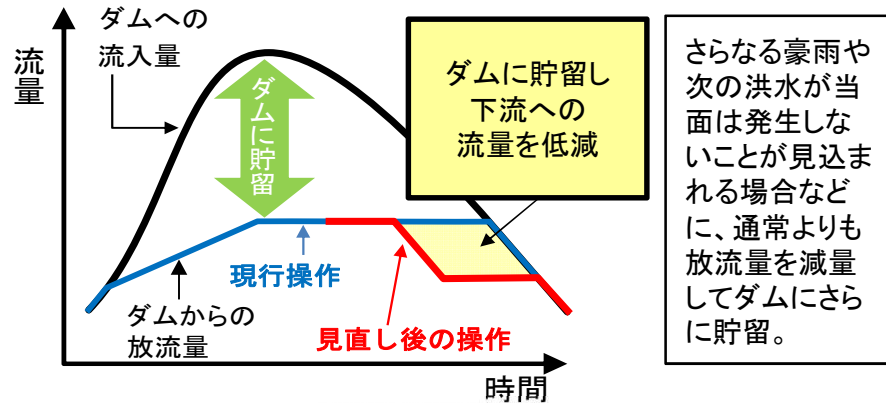 ダムへの
流入量
流量
ダムに貯留
ダムに貯留し
下流への
流量を低減
現行操作
ダムからの
放流量
見直し後の操作
時間
さらなる豪雨や
次の洪水が当
面は発生しな
いことが見込ま
れる場合など
に、通常よりも
放流量を減量
してダムにさら
に貯留。